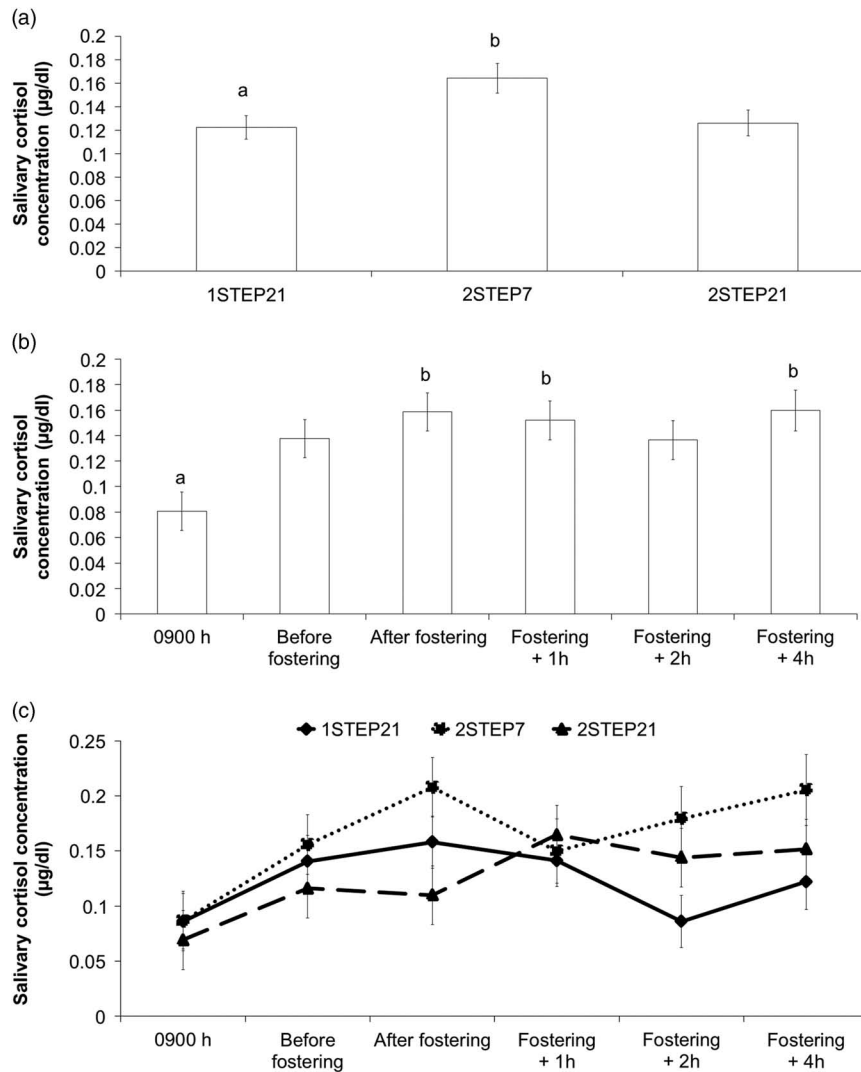 (a)
Salivary cortisol
concentration (µg/dl)
0.2
0.18
0.16
0.14
0.12
0.1
0.08
0.06
0.04
0.02
0
a
b
1STEP21
2STEP7
2STEP21
(b)
Salivary cortisol
concentration (µg/dl)
0.2
0.18
0.16
0.14
0.12
0.1
0.08
0.06
0.04
0.02
0
a
b
b
b
0900 h
Before
fostering
After fostering
Fostering
+ 1h
Fostering
+ 2h
Fostering
+ 4h
(c)
Salivary cortisol concentration
(µg/dl)
1STEP21
2STEP7
2STEP21
0.25
0.2
0.15
0.1
0.05
0
0900 h
Before
fostering
After fostering
Fostering
+ 1h
Fostering
+ 2h
Fostering
+ 4h